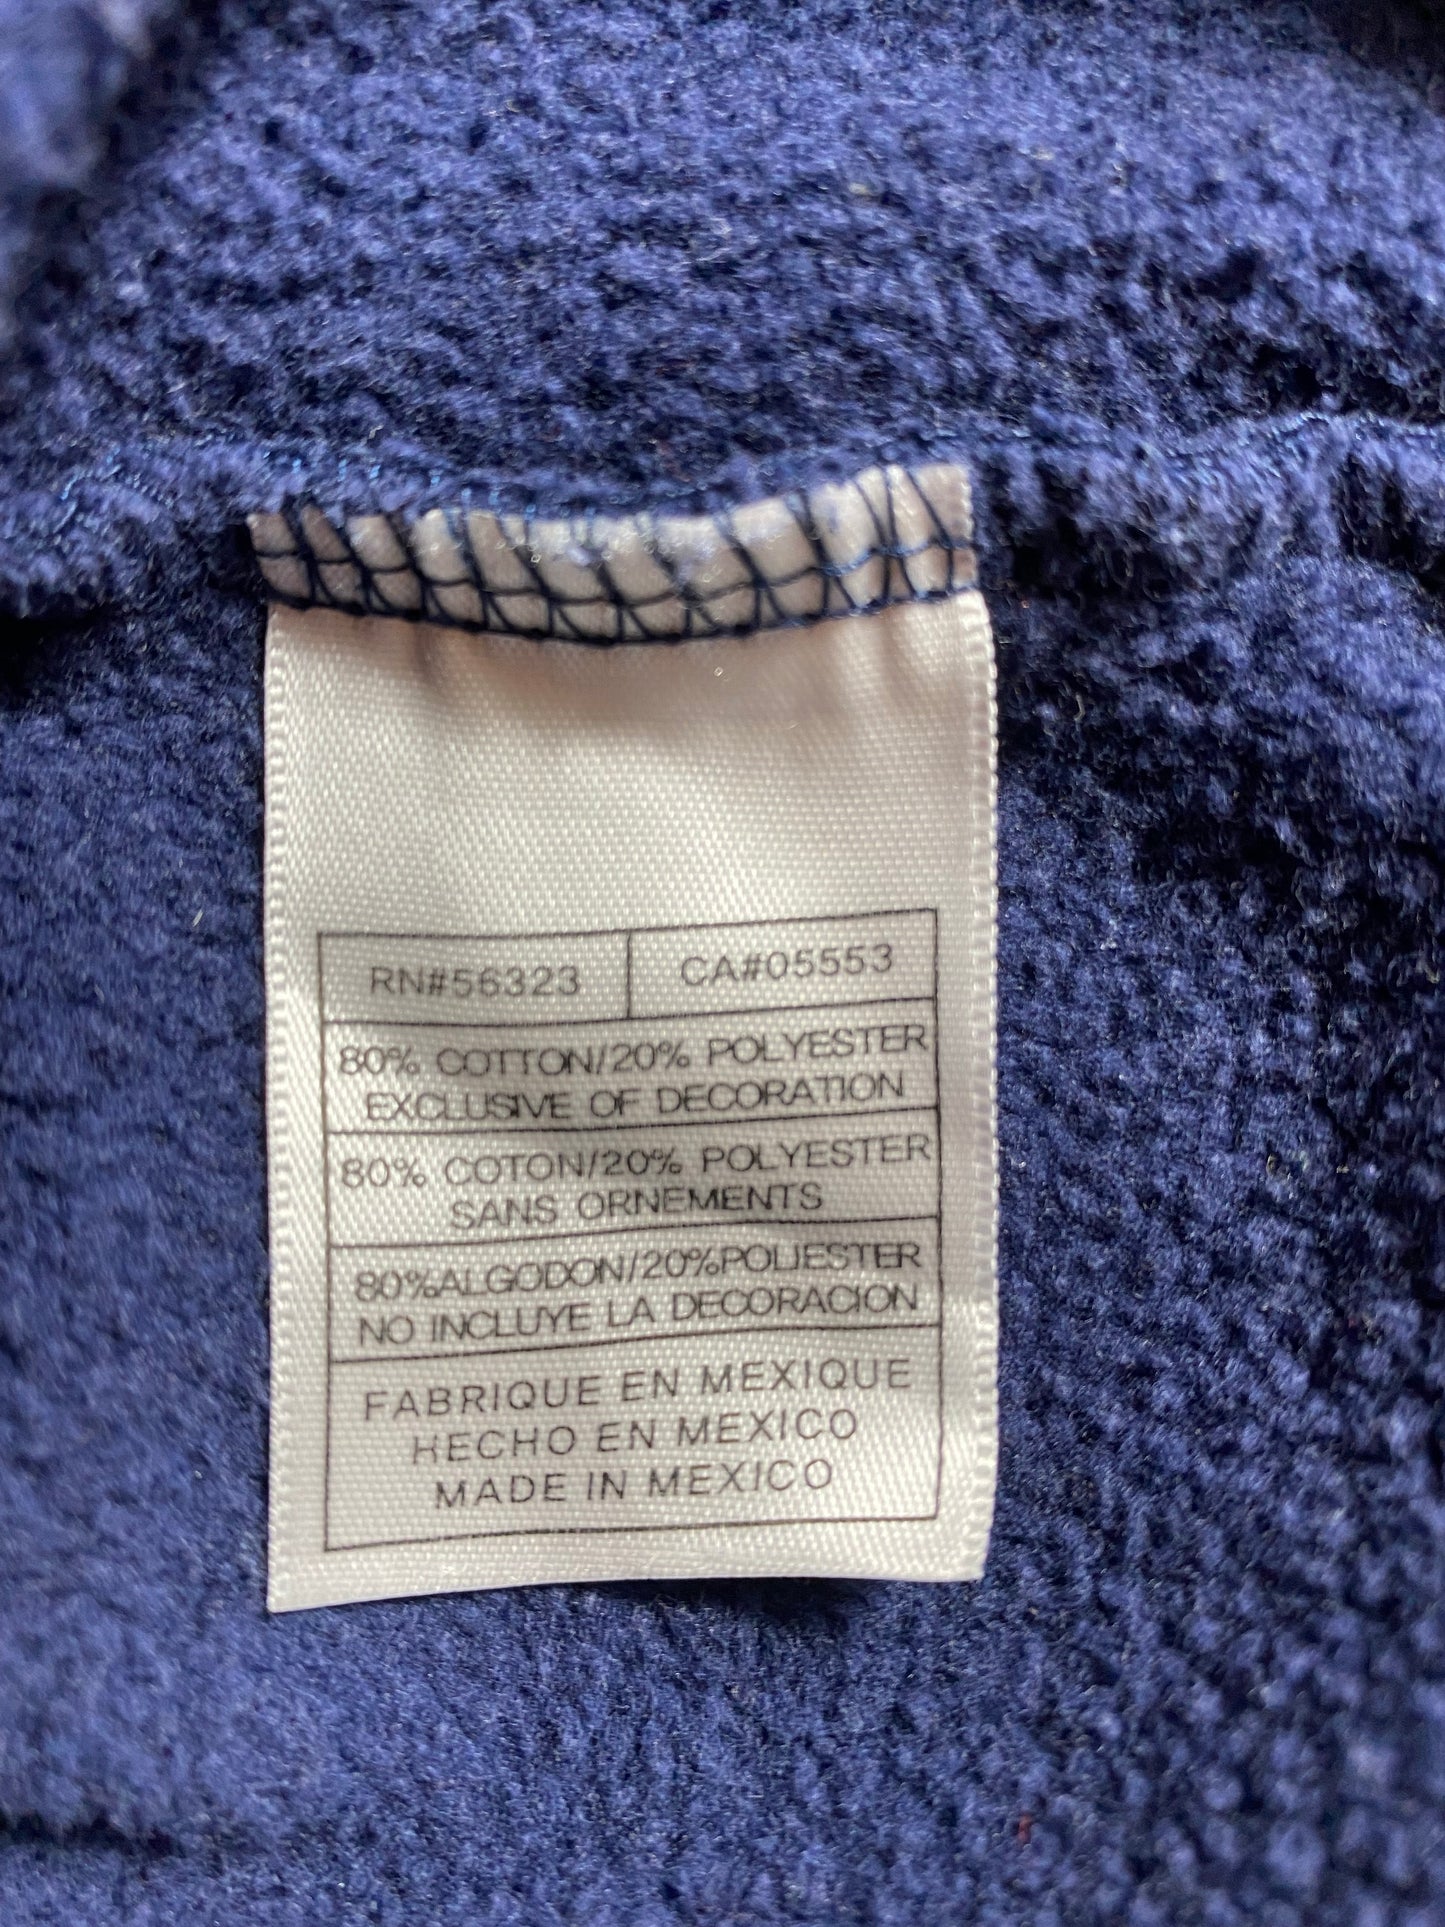 RN#56323 CA#05553
80% COTTON/20% POLYESTER
EXCLUSIVE OF DECORATION
80% COTON/20% POLYESTER
SANS ORNEMENTS
80%ALGODON/20%POLIESTER
NO INCLUYE LA DECORACION
FABRIQUE EN MEXIQUE
HECHO EN MEXICO
MADE IN MEXICO